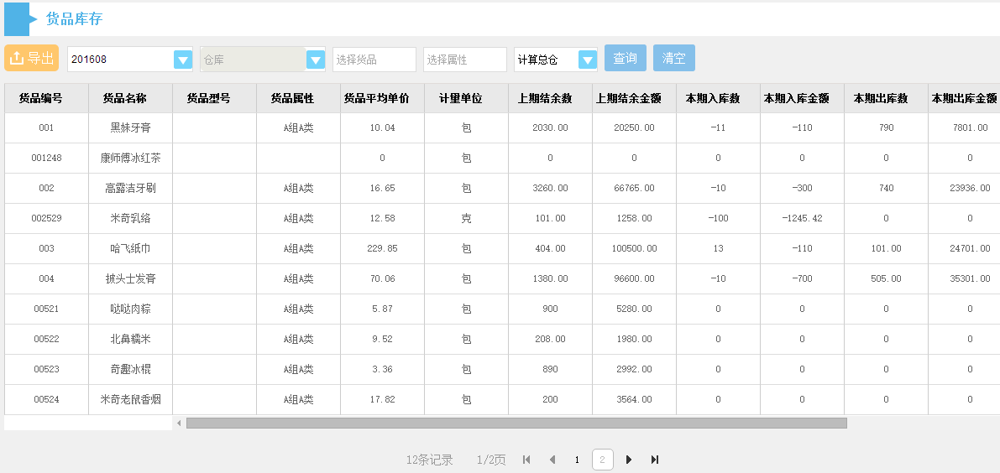 货品库存
导出 201608 仓库 选择货品 选择属性 计算总仓 查询 清空
货品编号 货品名称 货品型号 货品属性 货品平均单价 计量单位 上期结余数 上期结余金额 本期入库数 本期入库金额 本期出库数 本期出库金额
001 黑妹牙膏 A组A类 10.04 包 2030.00 20250.00 -11 -110 790 7801.00
001248 康师傅冰红茶 0 包 0 0 0 0 0 0
002 高露洁牙刷 A组A类 16.65 包 3260.00 66765.00 -10 -300 740 23936.00
002529 米奇乳络 A组A类 12.58 克 101.00 1258.00 -100 -1245.42 0 0
003 哈飞纸巾 A组A类 229.85 包 404.00 100500.00 13 -110 101.00 24701.00
004 披头士发膏 A组A类 70.06 包 1380.00 96600.00 -10 -700 505.00 35301.00
00521 哒哒肉粽 A组A类 5.87 包 900 5280.00 0 0 0 0
00522 北鼻糯米 A组A类 9.52 包 208.00 1980.00 0 0 0 0
00523 奇趣冰棍 A组A类 3.36 包 890 2992.00 0 0 0 0
00524 米奇老鼠香烟 A组A类 17.82 包 200 3564.00 0 0 0 0
12条记录 1/2页 1 2